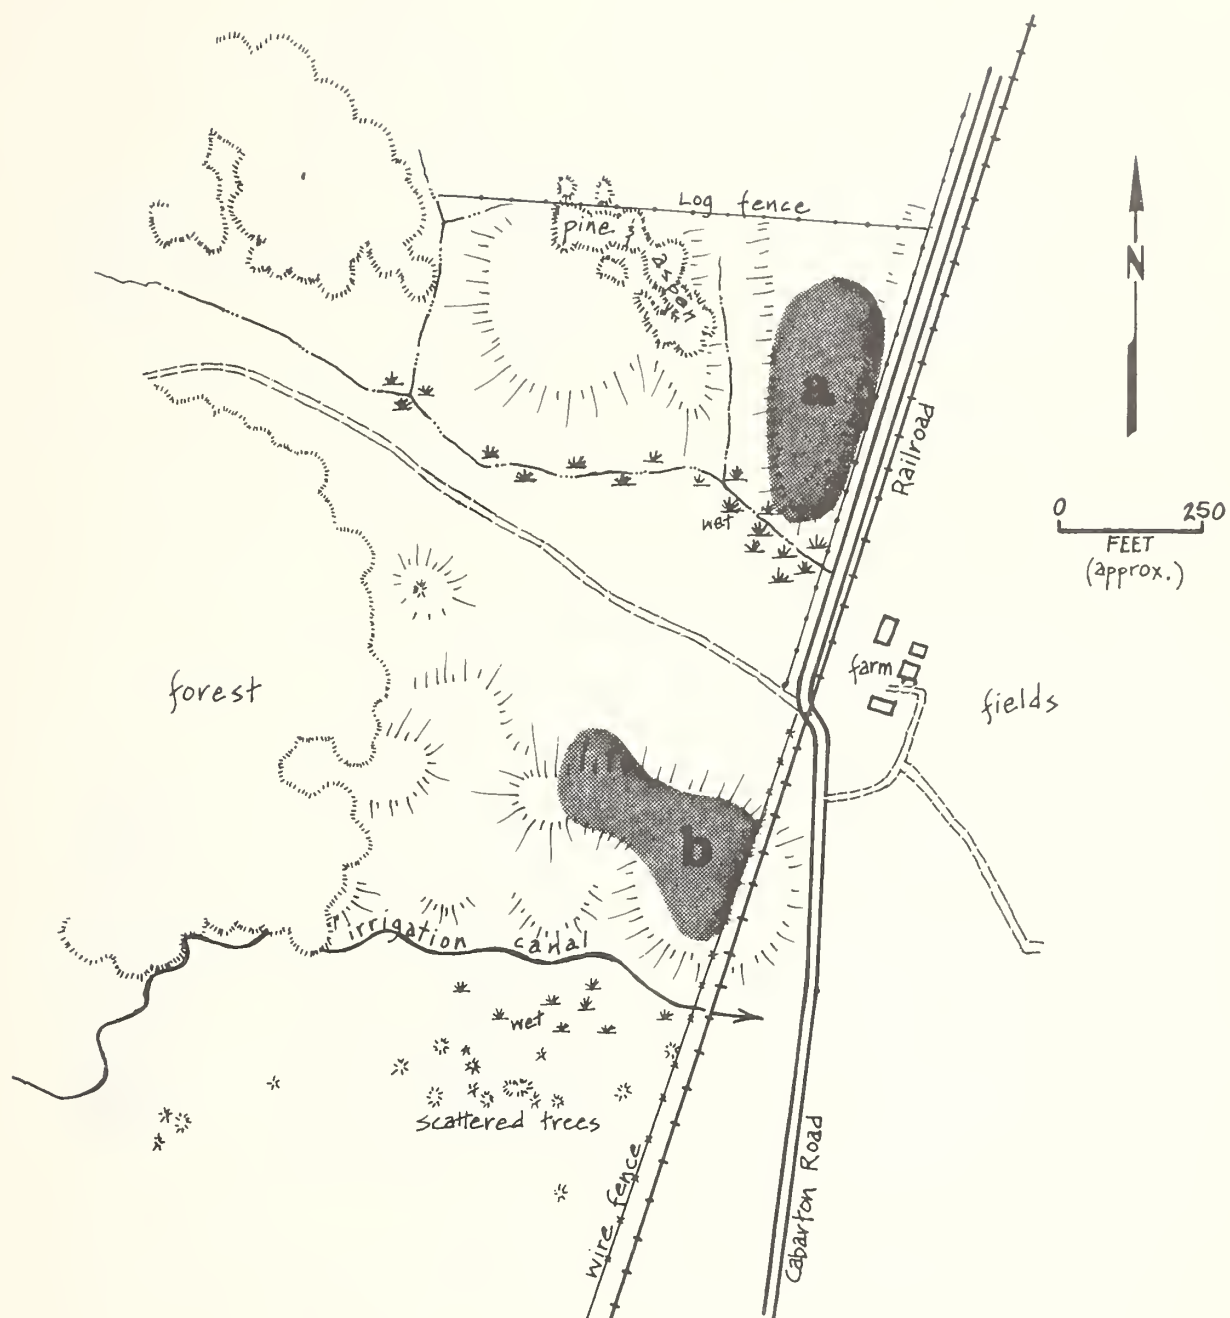 Log fence
pine &
aspen
N
a
Railroad
0 250
FEET
(approx.)
wet
farm
fields
forest
b
irrigation canal
wet
scattered trees
wire fence
Cabarton Road